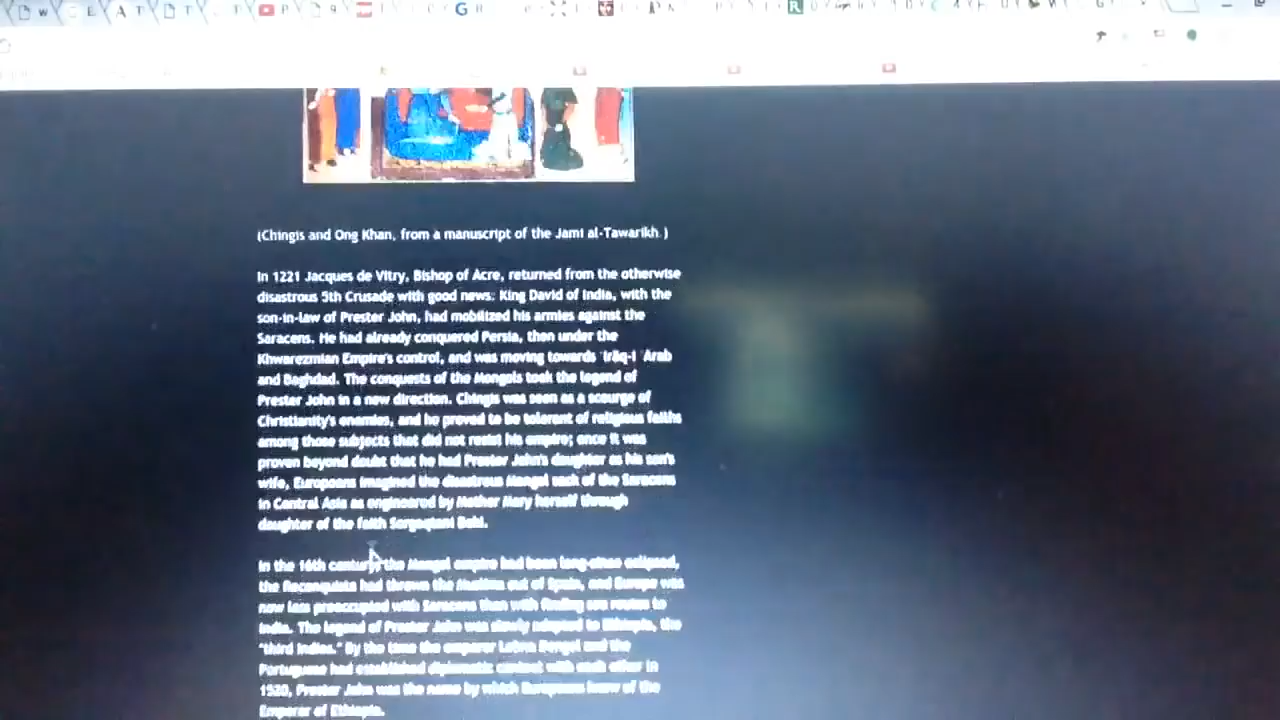 (Chingis and Ong Khan, from a manuscript of the Jami al-Tawarikh.)
In 1221 Jacques de Vitry, Bishop of Acre, returned from the otherwise
disastrous 5th Crusade with good news: King David of India, with the
son-in-law of Prester John, had mobilized his armies against the
Saracens. He had already conquered Persia, then under the
Khwarezmian Empire's control, and was moving towards 'Irāq-i 'Arab
and Baghdad. The conquests of the Mongols took the legend of
Prester John in a new direction. Chingis was seen as a scourge of
Christianity's enemies, and he proved to be tolerant of religious faiths
among those subjects that did not resist his empire; once it was
proven beyond doubt that he had Prester John's daughter as his son's
wife, Europeans imagined the disastrous Mongol sack of the Saracens
in Central Asia as engineered by Mother Mary herself through
daughter of the faith Sorgaqtani Beki.
In the 16th century, the Mongol empire had been long-since eclipsed,
the Reconquista had thrown the Muslims out of Spain, and Europe was
now less preoccupied with Saracens than with finding sea routes to
India. The legend of Prester John was slowly adapted to Ethiopia, the
"third Indies." By the time the emperor Lebna Dengel and the
Portuguese had established diplomatic contact with each other in
1520, Prester John was the name by which Europeans knew of the
Emperor of Ethiopia.